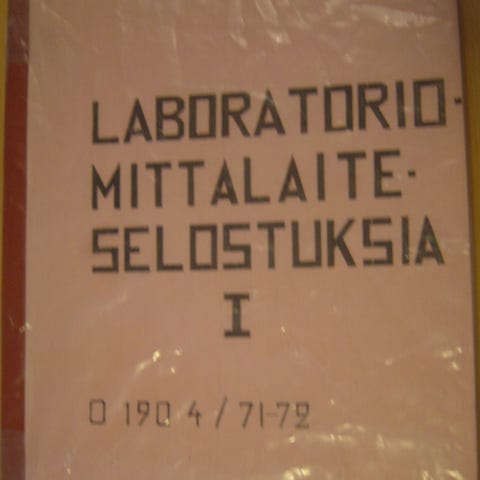 LABORATORIO-
MITTALAITE-
SELOSTUKSIA
I
O 190 4 / 71-72